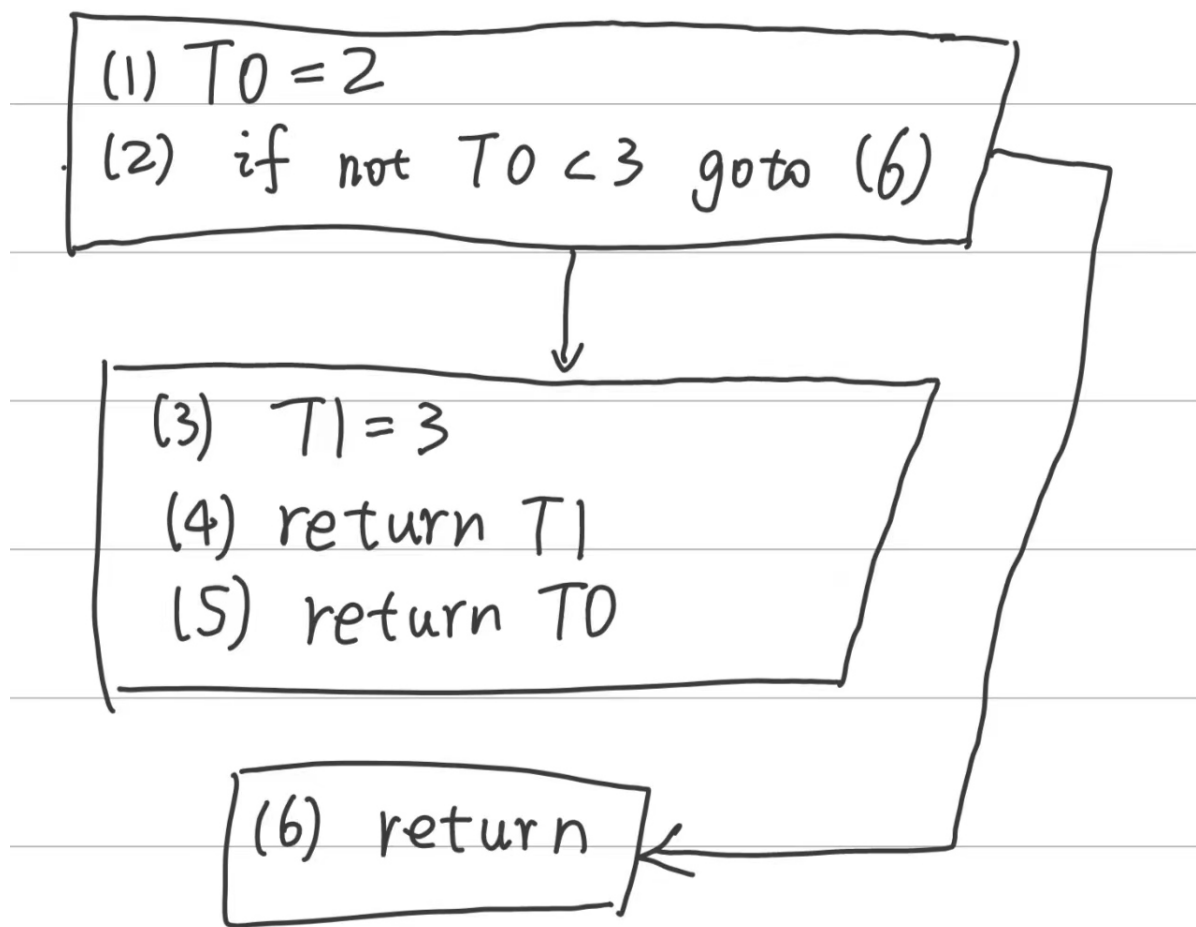 (1) T0 = 2
(2) if not T0 < 3 goto (6)
(3) T1 = 3
(4) return T1
(5) return T0
(6) return